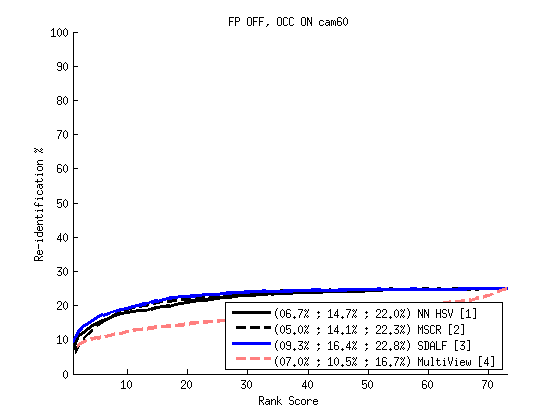 FP OFF, OCC ON cam60
100
90
80
70
60
50
40
30
20
10
0
Re-identification %
(06.7% ; 14.7% ; 22.0%) NN HSV [1]
(05.0% ; 14.1% ; 22.3%) MSCR [2]
(09.3% ; 16.4% ; 22.8%) SDALF [3]
(07.0% ; 10.5% ; 16.7%) MultiView [4]
10 20 30 40 50 60 70
Rank Score